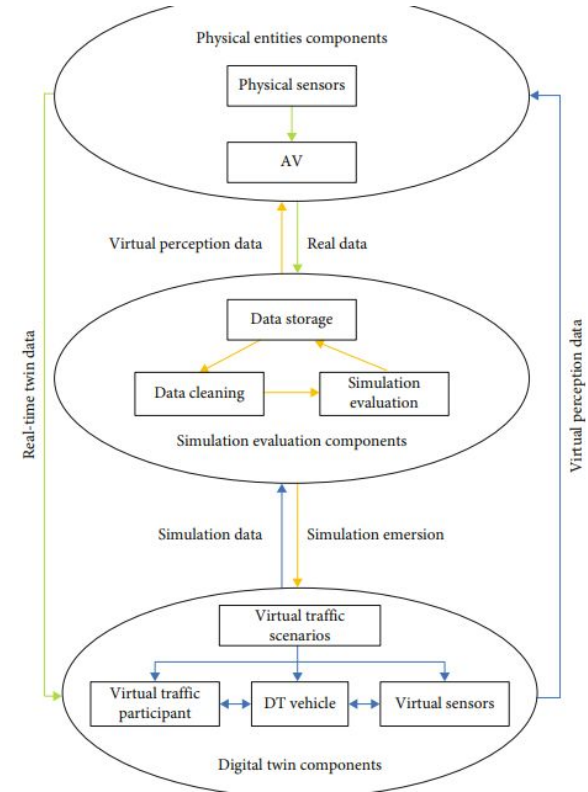 Physical entities components
Physical sensors
AV
Virtual perception data
Real data
Data storage
Data cleaning
Simulation
evaluation
Simulation evaluation components
Real-time twin data
Virtual perception data
Simulation data
Simulation emersion
Virtual traffic
scenarios
Virtual traffic
participant
DT vehicle
Virtual sensors
Digital twin components